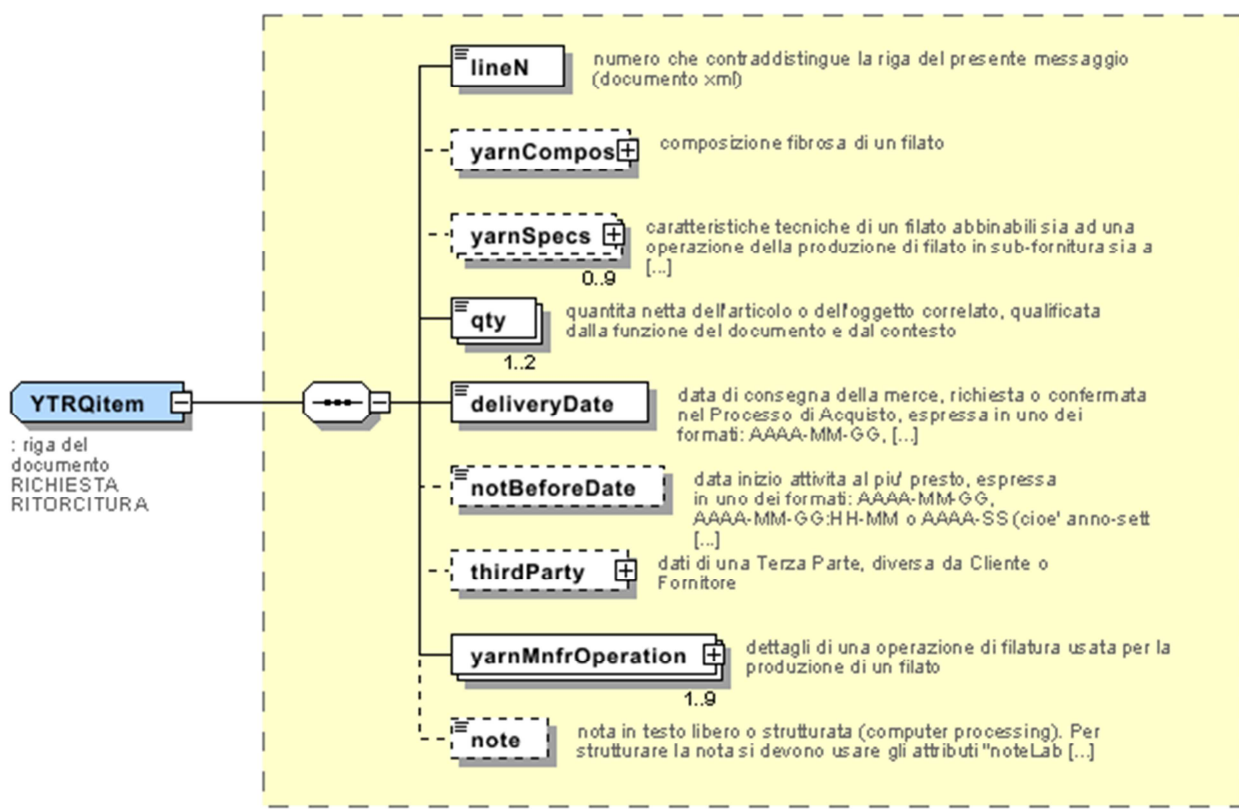 lineN
numero che contraddistingue la riga del presente messaggio
(documento xml)
yarnCompos
composizione fibrosa di un filato
yarnSpecs
0..9
caratteristiche tecniche di un filato abbinabili sia ad una
operazione della produzione di filato in sub-fornitura sia a
[...]
qty
1..2
quantita netta dell'articolo o dell'oggetto correlato, qualificata
dalla funzione del documento e dal contesto
YTRQitem
: riga del
documento
RICHIESTA
RITORCITURA
deliveryDate
data di consegna della merce, richiesta o confermata
nel Processo di Acquisto, espressa in uno dei
formati: AAAA-MM-GG, [...]
notBeforeDate
data inizio attivita al piu' presto, espressa
in uno dei formati: AAAA-MM-GG,
AAAA-MM-GG:HH-MM o AAAA-SS (cioe' anno-sett
[...]
thirdParty
dati di una Terza Parte, diversa da Cliente o
Fornitore
yarnMnfrOperation
1..9
dettagli di una operazione di filatura usata per la
produzione di un filato
note
nota in testo libero o strutturata (computer processing). Per
strutturare la nota si devono usare gli attributi "noteLab [...]